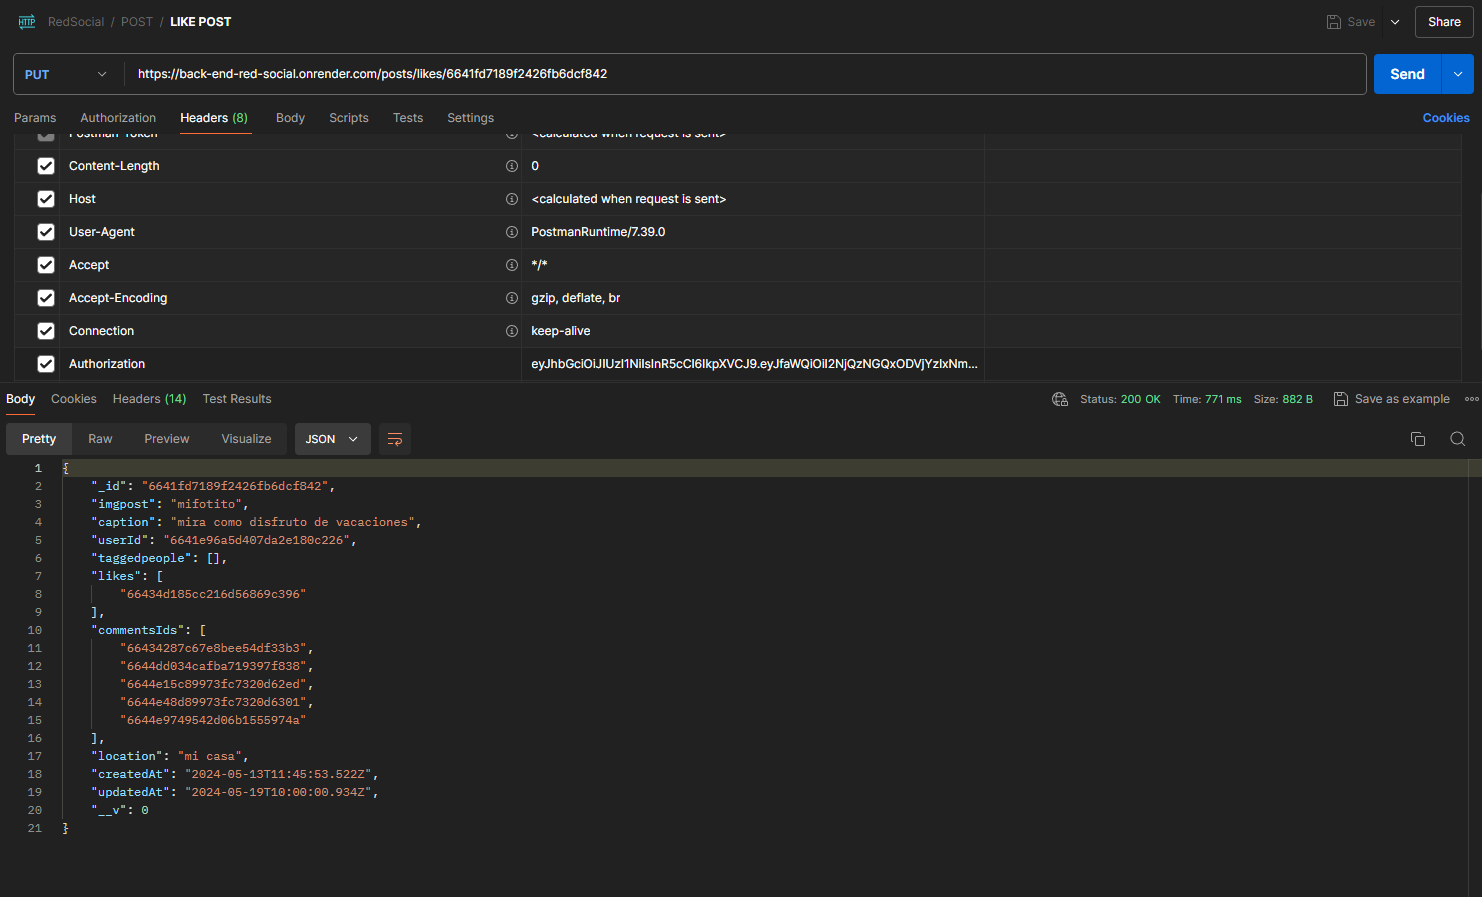 HTTP RedSocial / POST / LIKE POST Save Share
PUT https://back-end-red-social.onrender.com/posts/likes/6641fd7189f2426fb6dcf842 Send
Params Authorization Headers (8) Body Scripts Tests Settings Cookies
Postman-Token <calculated when request is sent>
Content-Length 0
Host <calculated when request is sent>
User-Agent PostmanRuntime/7.39.0
Accept */*
Accept-Encoding gzip, deflate, br
Connection keep-alive
Authorization eyJhbGciOiJIUzI1NiIsInR5cCI6IkpXVCJ9.eyJfaWQiOiI2NjQzNGQxODVjYzIxNm...
Body Cookies Headers (14) Test Results Status: 200 OK Time: 771 ms Size: 882 B Save as example
Pretty Raw Preview Visualize JSON
1 {
2 "_id": "6641fd7189f2426fb6dcf842",
3 "imgpost": "mifotito",
4 "caption": "mira como disfruto de vacaciones",
5 "userId": "6641e96a5d407da2e180c226",
6 "taggedpeople": [],
7 "likes": [
8 "66434d185cc216d56869c396"
9 ],
10 "commentsIds": [
11 "66434287c67e8bee54df33b3",
12 "6644dd034cafba719397f838",
13 "6644e15c89973fc7320d62ed",
14 "6644e48d89973fc7320d6301",
15 "6644e9749542d06b1555974a"
16 ],
17 "location": "mi casa",
18 "createdAt": "2024-05-13T11:45:53.522Z",
19 "updatedAt": "2024-05-19T10:00:00.934Z",
20 "__v": 0
21 }